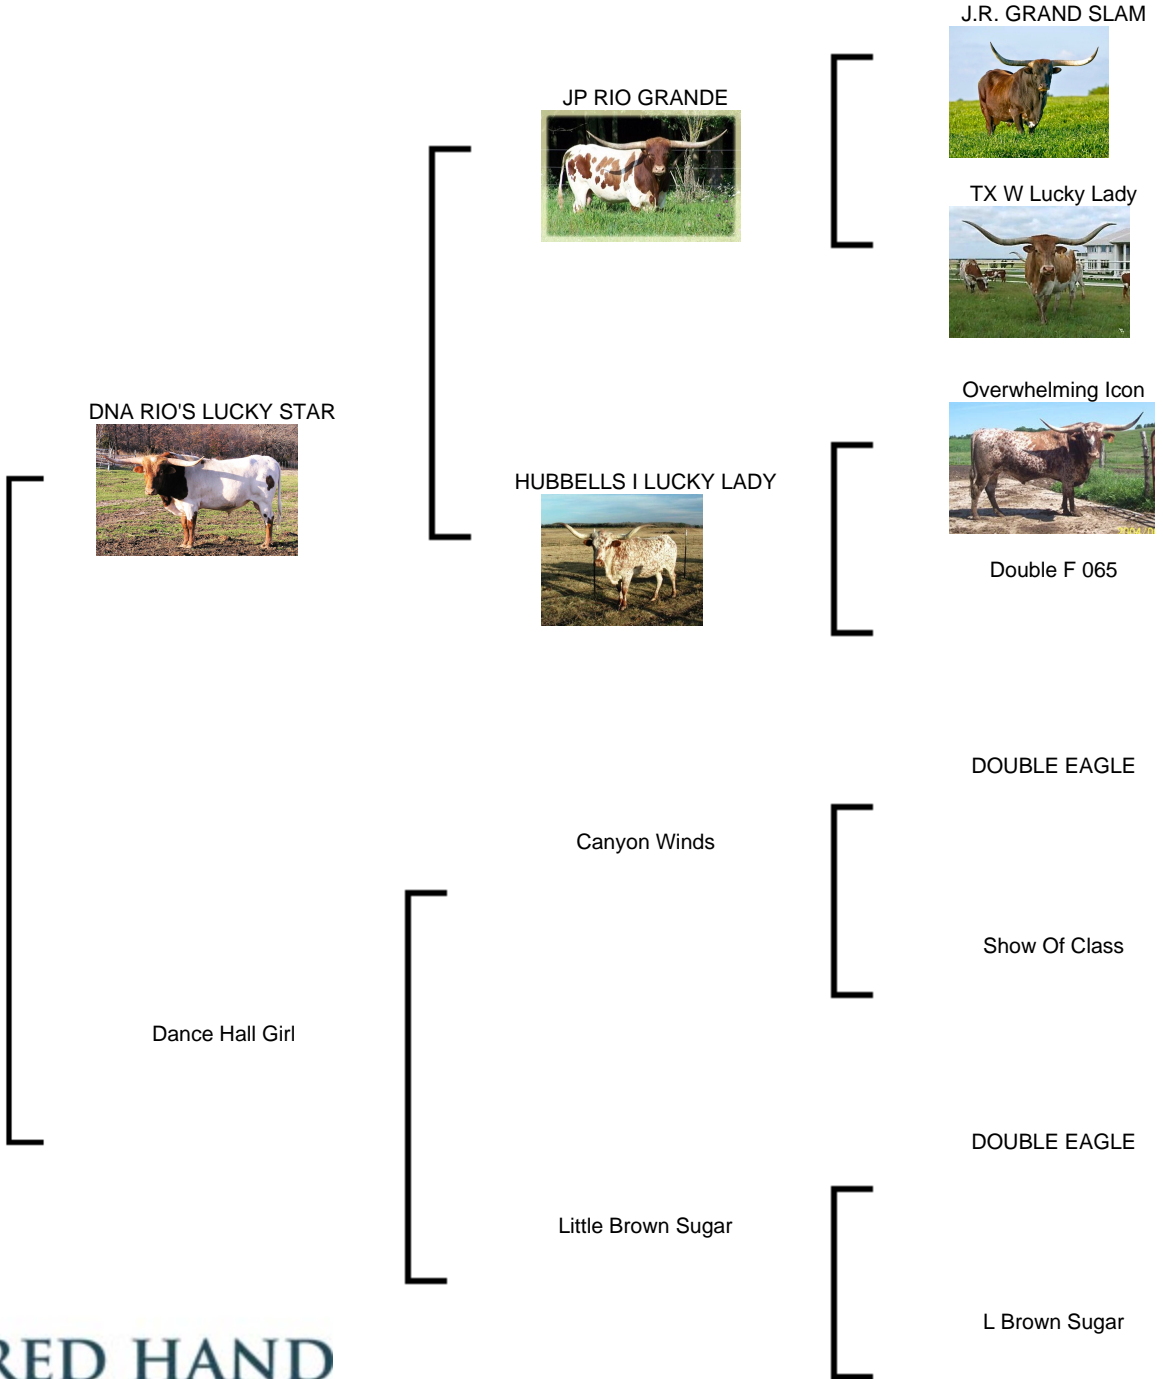 J.R. GRAND SLAM
JP RIO GRANDE
TX W Lucky Lady
Overwhelming Icon
DNA RIO'S LUCKY STAR
HUBBELLS I LUCKY LADY
Double F 065
DOUBLE EAGLE
Canyon Winds
Show Of Class
Dance Hall Girl
DOUBLE EAGLE
Little Brown Sugar
L Brown Sugar
RED HAND